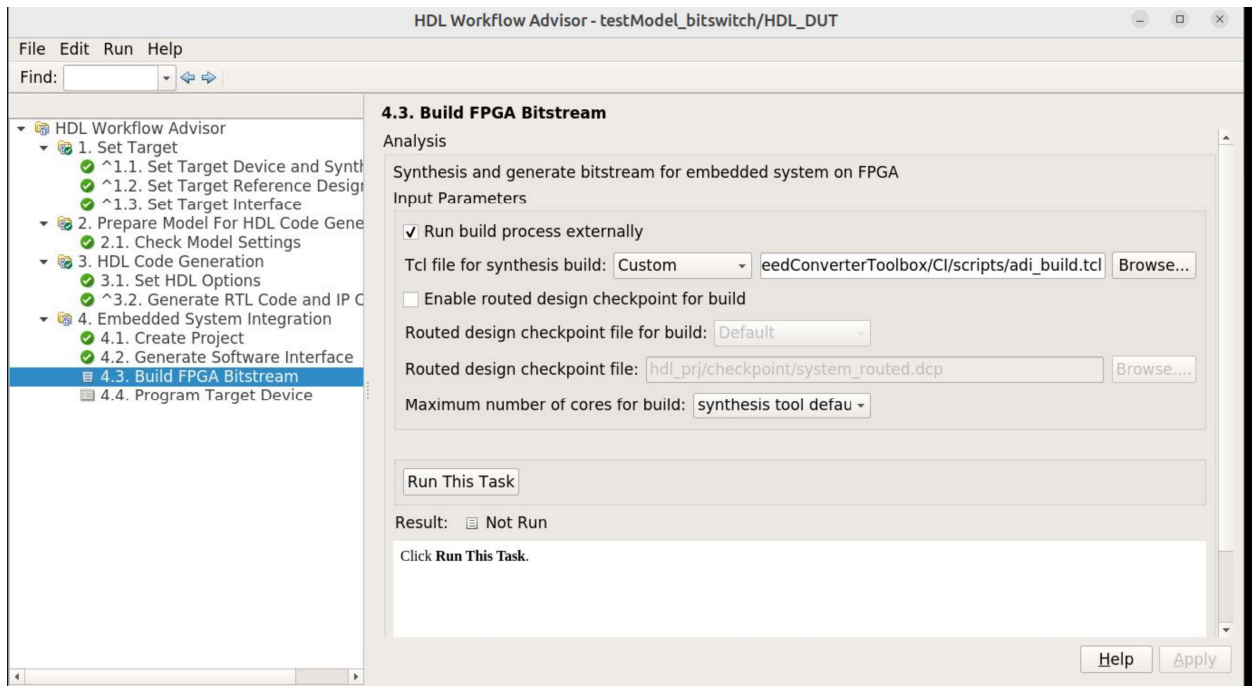 HDL Workflow Advisor - testModel_bitswitch/HDL_DUT
File Edit Run Help
Find:
HDL Workflow Advisor
1. Set Target
^1.1. Set Target Device and Synth
^1.2. Set Target Reference Design
^1.3. Set Target Interface
2. Prepare Model For HDL Code Gene
2.1. Check Model Settings
3. HDL Code Generation
3.1. Set HDL Options
^3.2. Generate RTL Code and IP C
4. Embedded System Integration
4.1. Create Project
4.2. Generate Software Interface
4.3. Build FPGA Bitstream
4.4. Program Target Device
4.3. Build FPGA Bitstream
Analysis
Synthesis and generate bitstream for embedded system on FPGA
Input Parameters
Run build process externally
Tcl file for synthesis build: Custom eedConverterToolbox/CI/scripts/adi_build.tcl Browse...
Enable routed design checkpoint for build
Routed design checkpoint file for build: Default
Routed design checkpoint file: hdl_prj/checkpoint/system_routed.dcp Browse....
Maximum number of cores for build: synthesis tool defau
Run This Task
Result: Not Run
Click Run This Task.
Help Apply